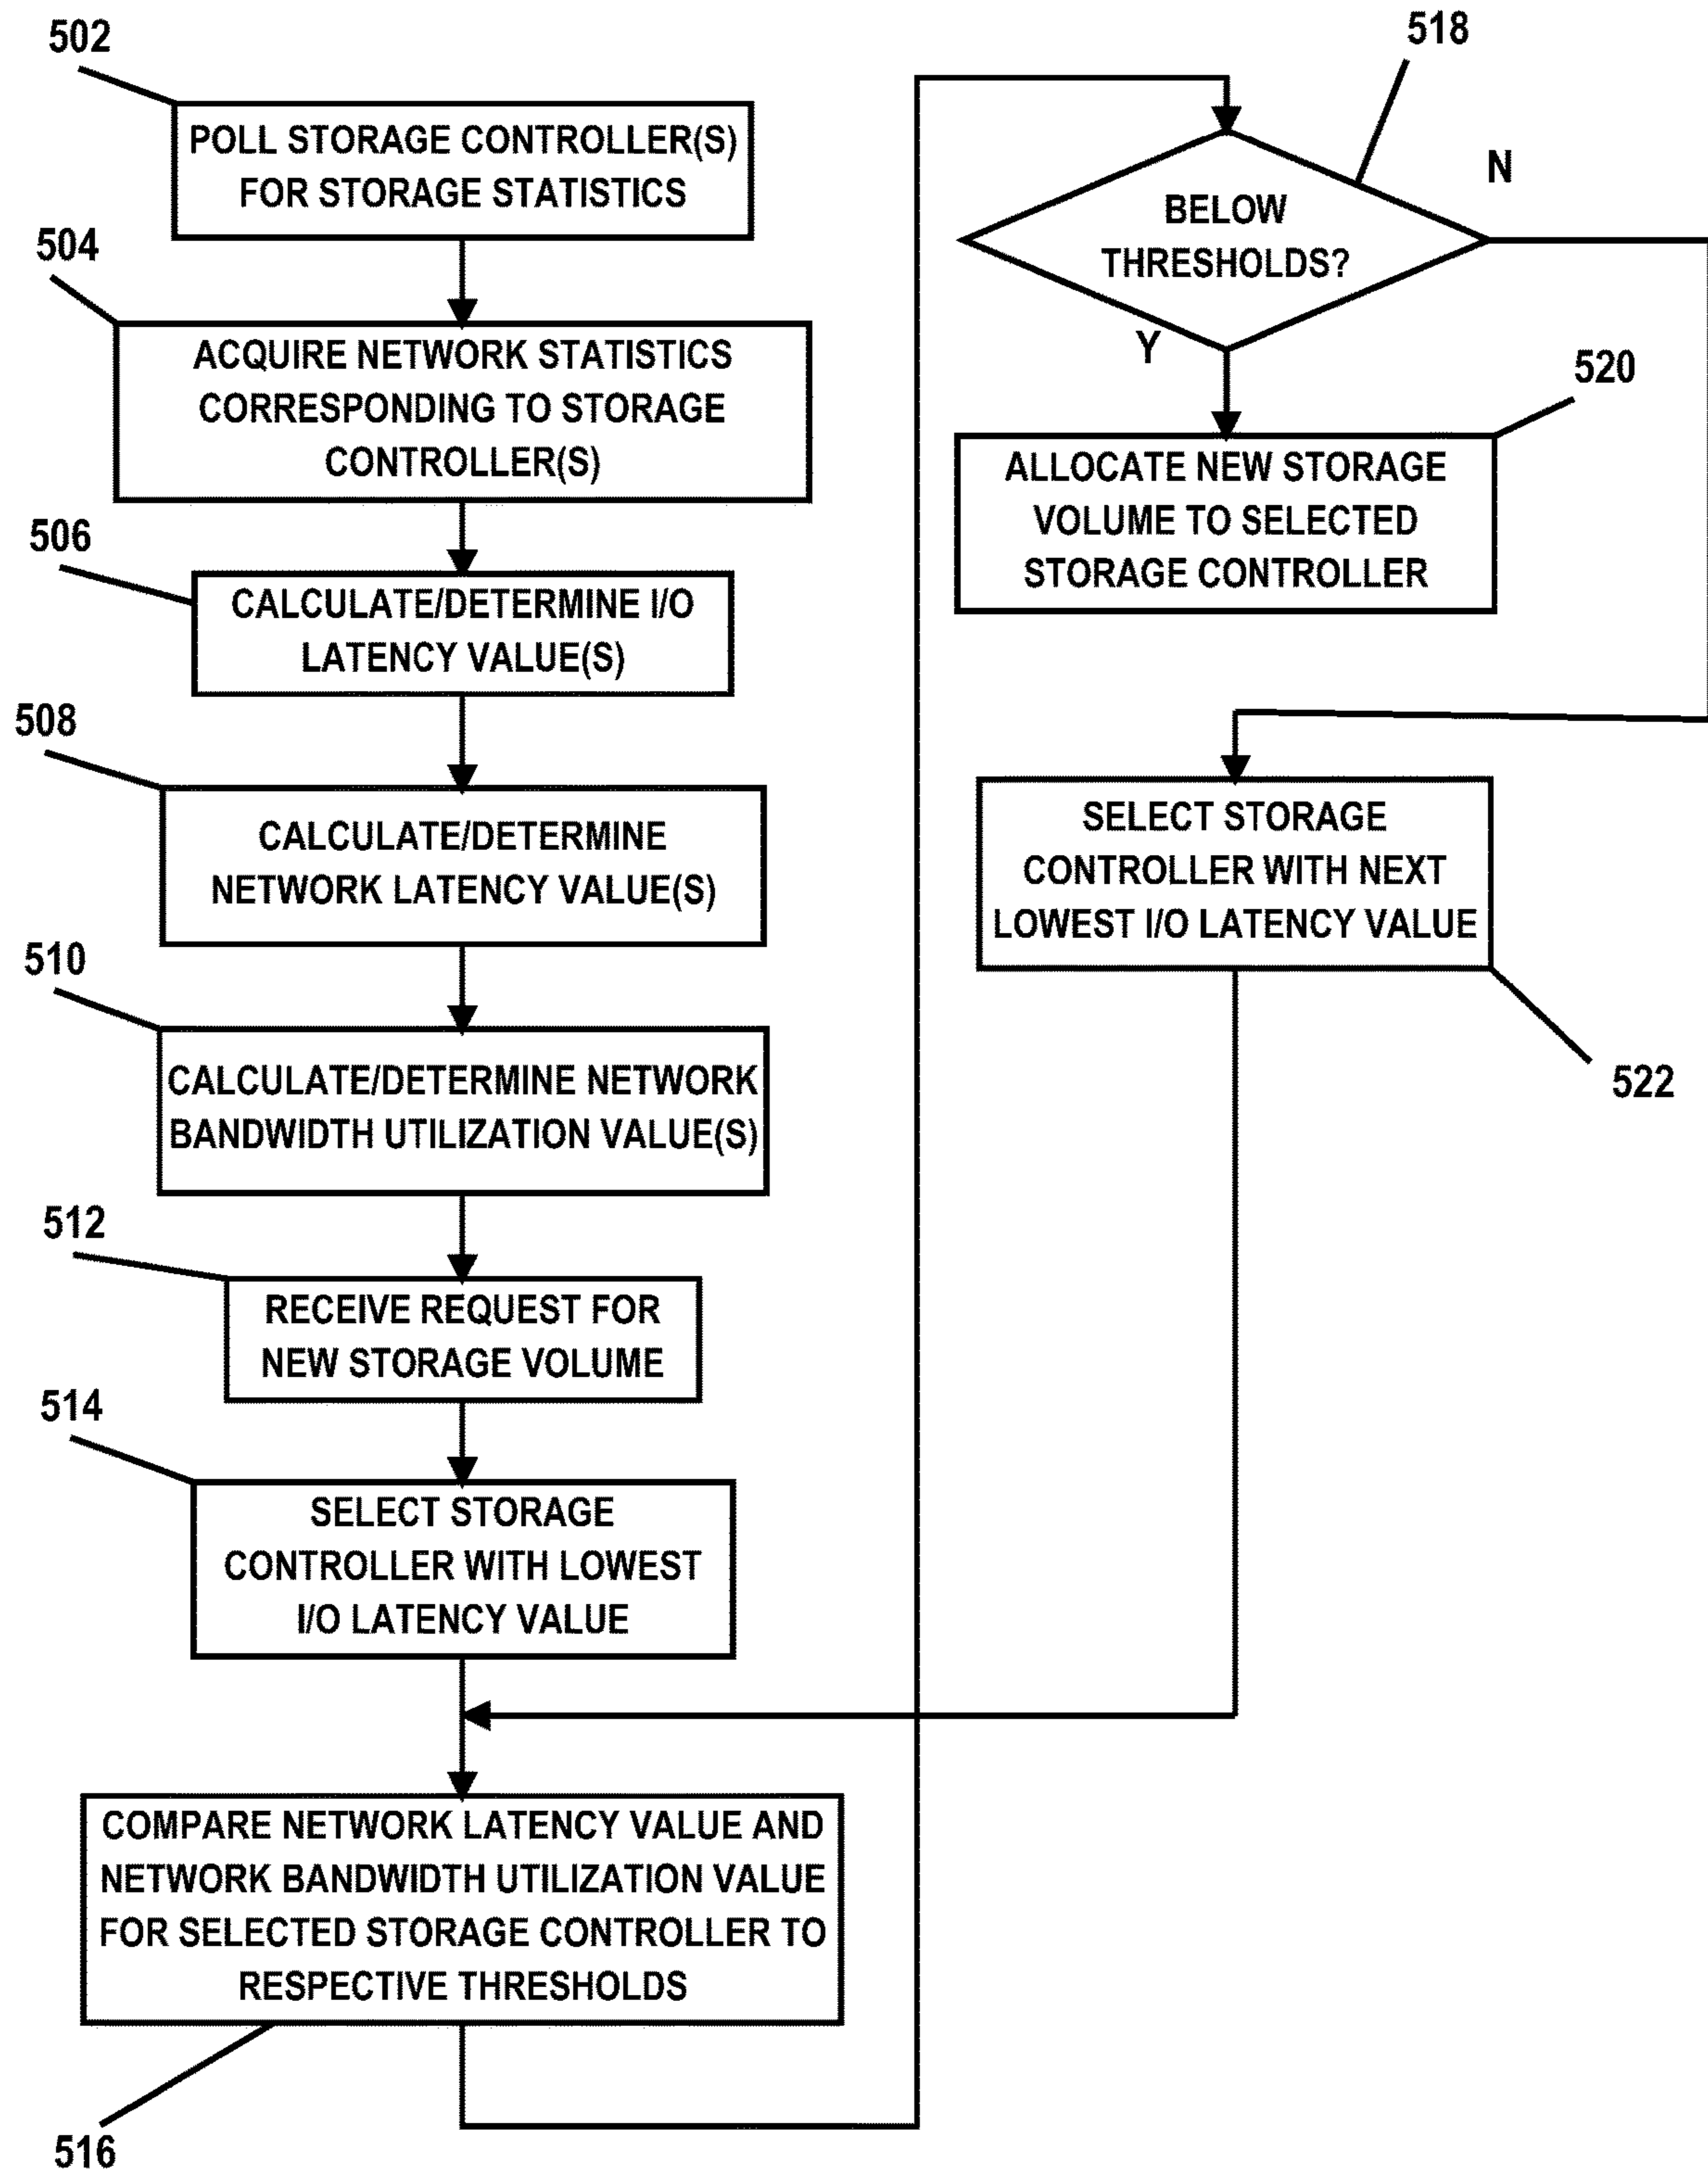 502
POLL STORAGE CONTROLLER(S)
FOR STORAGE STATISTICS
504
ACQUIRE NETWORK STATISTICS
CORRESPONDING TO STORAGE
CONTROLLER(S)
506
CALCULATE/DETERMINE I/O
LATENCY VALUE(S)
508
CALCULATE/DETERMINE
NETWORK LATENCY VALUE(S)
510
CALCULATE/DETERMINE NETWORK
BANDWIDTH UTILIZATION VALUE(S)
512
RECEIVE REQUEST FOR
NEW STORAGE VOLUME
514
SELECT STORAGE
CONTROLLER WITH LOWEST
I/O LATENCY VALUE
COMPARE NETWORK LATENCY VALUE AND
NETWORK BANDWIDTH UTILIZATION VALUE
FOR SELECTED STORAGE CONTROLLER TO
RESPECTIVE THRESHOLDS
516
518
BELOW
THRESHOLDS?
N
Y
520
ALLOCATE NEW STORAGE
VOLUME TO SELECTED
STORAGE CONTROLLER
SELECT STORAGE
CONTROLLER WITH NEXT
LOWEST I/O LATENCY VALUE
522